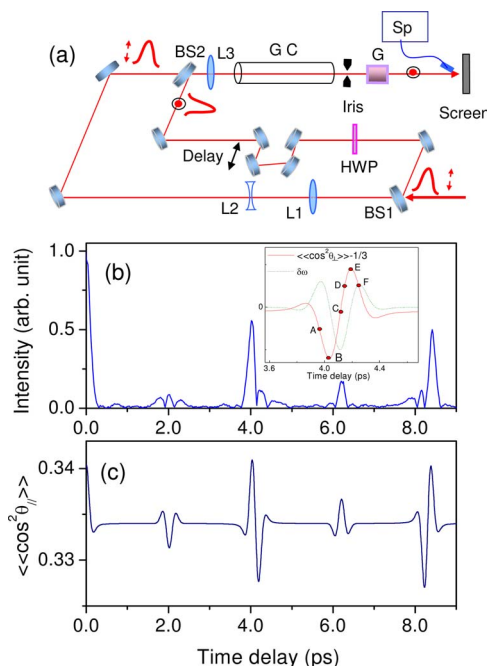 (a)
BS2
L3
G C
G
Sp
Iris
Screen
Delay
HWP
L2
L1
BS1
(b)
Intensity (arb. unit)
1.0
0.5
0.0
<<cos²θ⊥>>-1/3
δω
0
A
B
C
D
E
F
3.6
4.4
Time delay (ps)
0.0
2.0
4.0
6.0
8.0
(c)
<<cos²θ//>>
0.34
0.33
0.0
2.0
4.0
6.0
8.0
Time delay (ps)